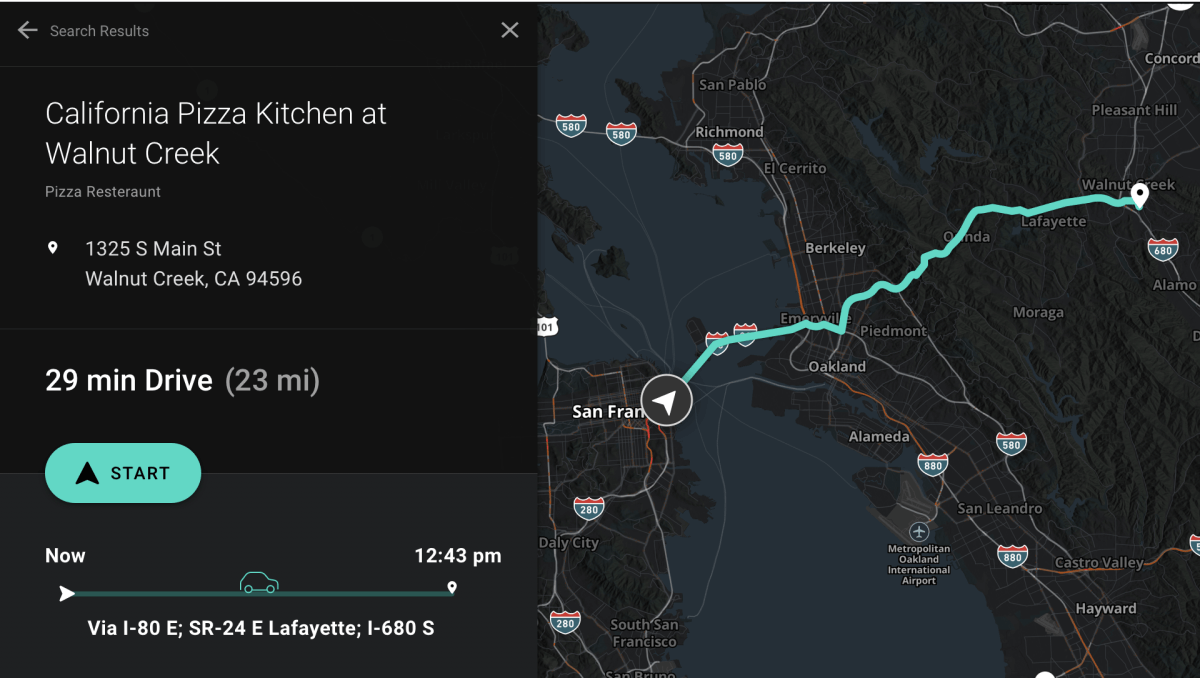 Search Results
California Pizza Kitchen at
Walnut Creek
Pizza Resteraunt
1325 S Main St
Walnut Creek, CA 94596
29 min Drive (23 mi)
START
Now
12:43 pm
Via I-80 E; SR-24 E Lafayette; I-680 S
Concord
San Pablo
Pleasant Hill
580
580
Richmond
580
El Cerrito
Walnut Creek
Lafayette
Berkeley
680
Alamo
Moraga
101
Emeryville
Piedmont
Oakland
San Fran
Alameda
580
880
280
San Leandro
Daly City
Metropolitan
Oakland
International
Airport
880
Castro Valley
Hayward
280
South San
Francisco
San Bruno